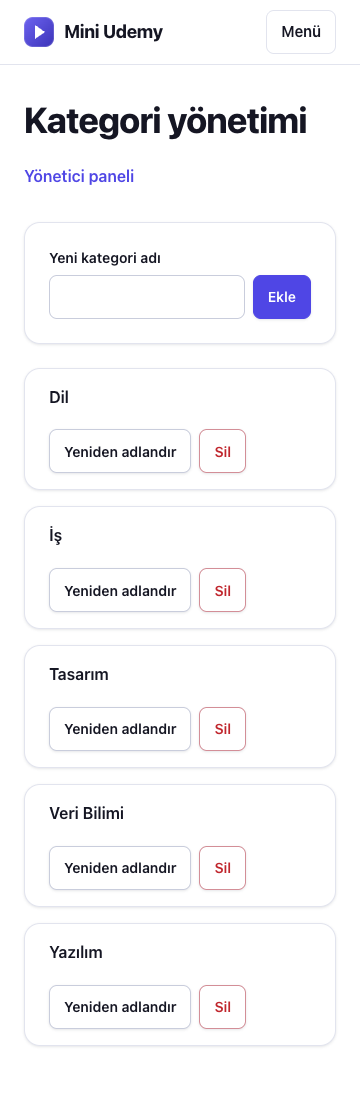 Mini Udemy
Menü
Kategori yönetimi
Yönetici paneli
Yeni kategori adı
Ekle
Dil
Yeniden adlandır
Sil
İş
Yeniden adlandır
Sil
Tasarım
Yeniden adlandır
Sil
Veri Bilimi
Yeniden adlandır
Sil
Yazılım
Yeniden adlandır
Sil